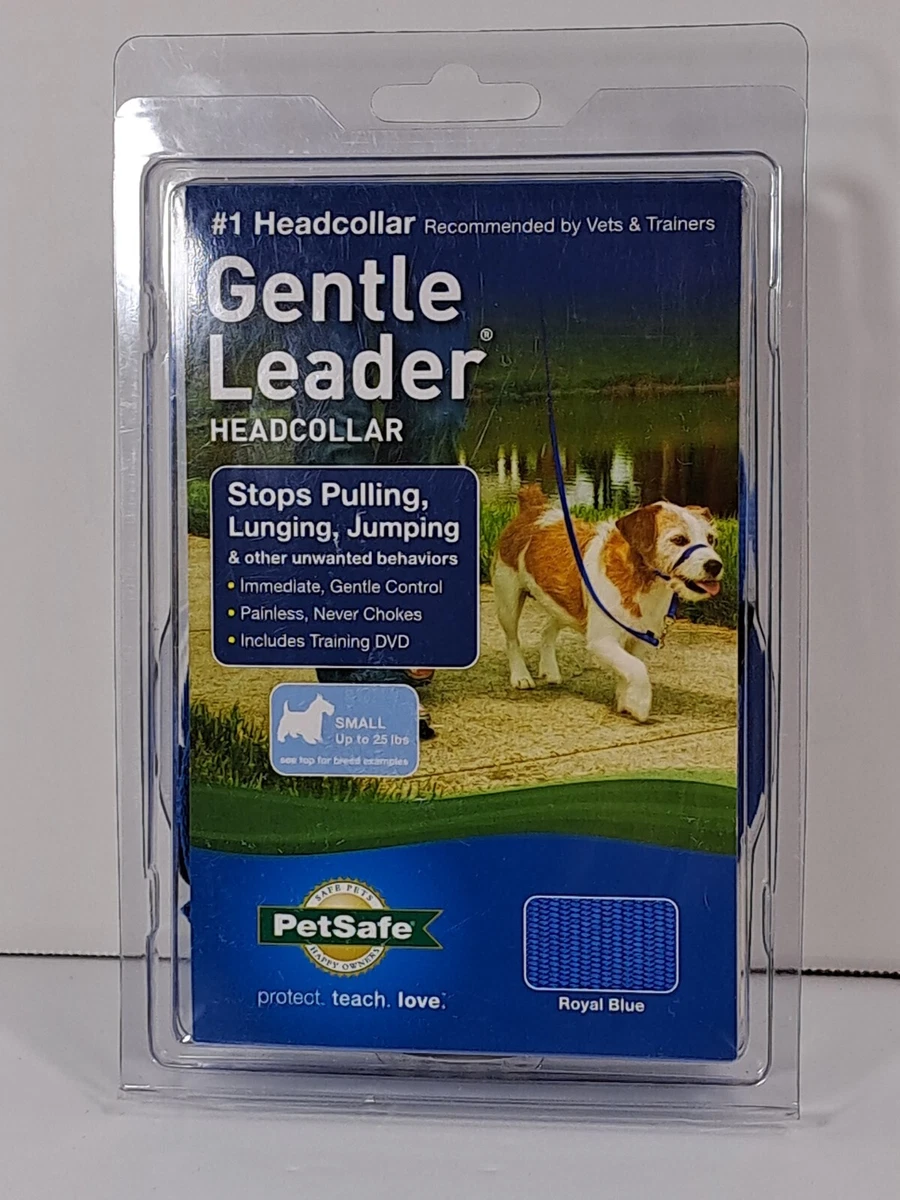 #1 Headcollar Recommended by Vets & Trainers
Gentle
Leader®
HEADCOLLAR
Stops Pulling,
Lunging, Jumping
& other unwanted behaviors
• Immediate, Gentle Control
• Painless, Never Chokes
• Includes Training DVD
SMALL
Up to 25 lbs
see top for breed examples
SAFE PETS
PetSafe®
HAPPY OWNERS
protect. teach. love.
Royal Blue